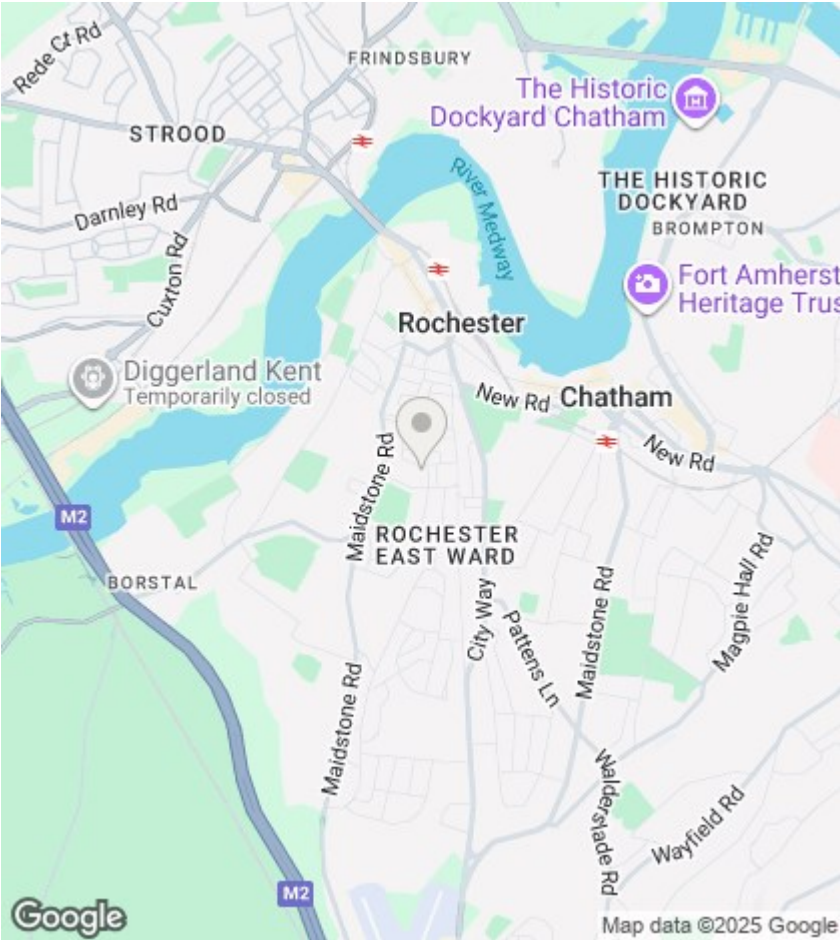 Rede Ct Rd
FRINDSBURY
The Historic
Dockyard Chatham
STROOD
River Medway
THE HISTORIC
DOCKYARD
BROMPTON
Darnley Rd
Cuxton Rd
Fort Amherst
Heritage Trus
Rochester
Diggerland Kent
Temporarily closed
New Rd
Chatham
New Rd
Maidstone Rd
M2
ROCHESTER
EAST WARD
BORSTAL
City Way
Pattens Ln
Maidstone Rd
Magpie Hall Rd
Maidstone Rd
Walderslade Rd
Wayfield Rd
M2
Google
Map data ©2025 Google